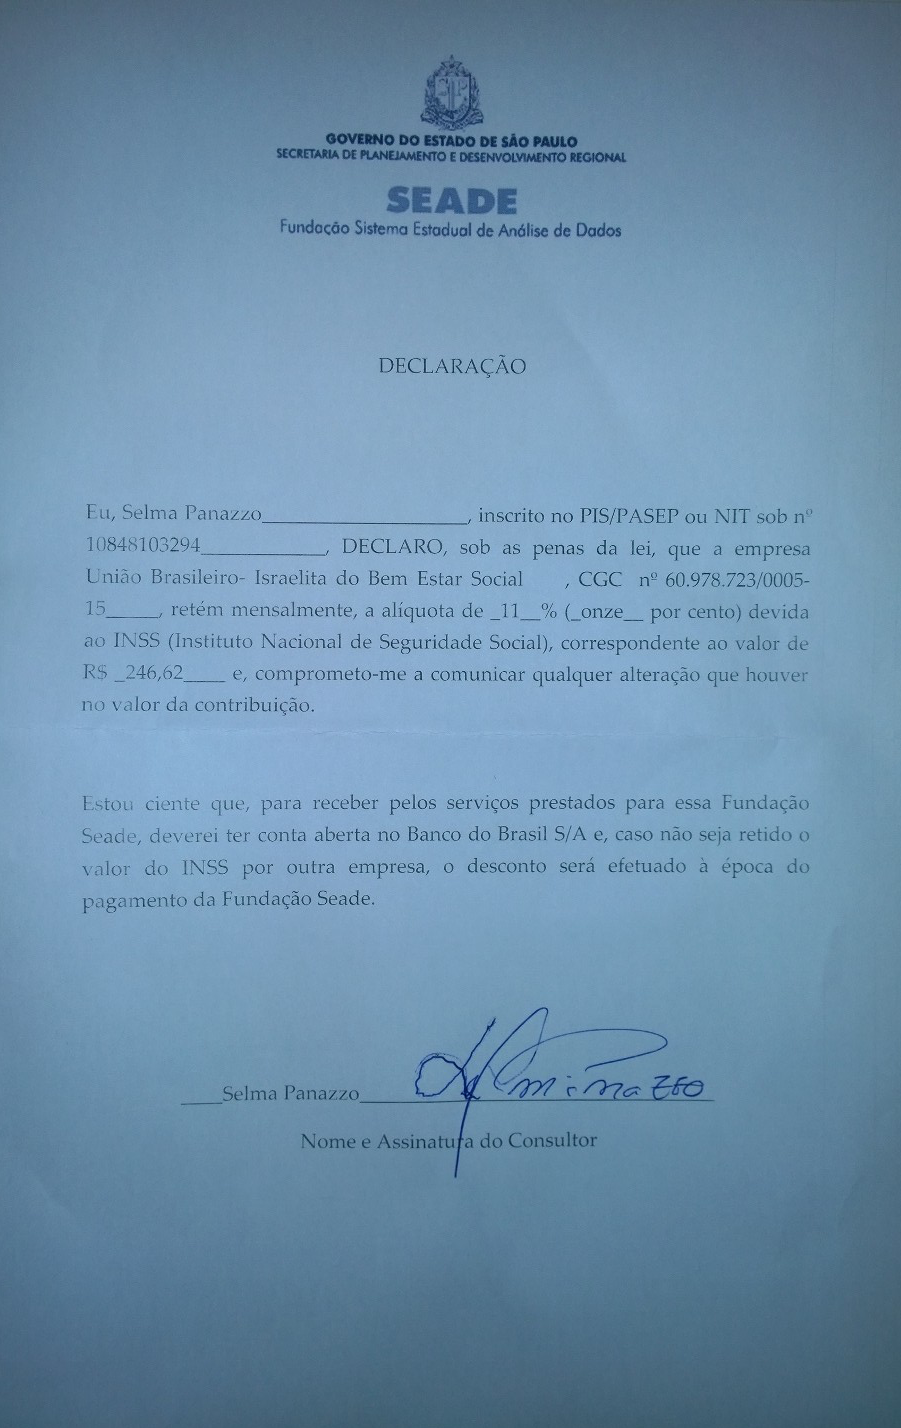 GOVERNO DO ESTADO DE SÃO PAULO
SECRETARIA DE PLANEJAMENTO E DESENVOLVIMENTO REGIONAL
SEADE
Fundação Sistema Estadual de Análise de Dados
DECLARAÇÃO
Eu, Selma Panazzo____________________, inscrito no PIS/PASEP ou NIT sob nº
10848103294____________, DECLARO, sob as penas da lei, que a empresa
União Brasileiro- Israelita do Bem Estar Social , CGC nº 60.978.723/0005-
15_____, retém mensalmente, a alíquota de _11__% (_onze__ por cento) devida
ao INSS (Instituto Nacional de Seguridade Social), correspondente ao valor de
R$ _246,62____ e, comprometo-me a comunicar qualquer alteração que houver
no valor da contribuição.
Estou ciente que, para receber pelos serviços prestados para essa Fundação
Seade, deverei ter conta aberta no Banco do Brasil S/A e, caso não seja retido o
valor do INSS por outra empresa, o desconto será efetuado à época do
pagamento da Fundação Seade.
____Selma Panazzo____
Nome e Assinatura do Consultor